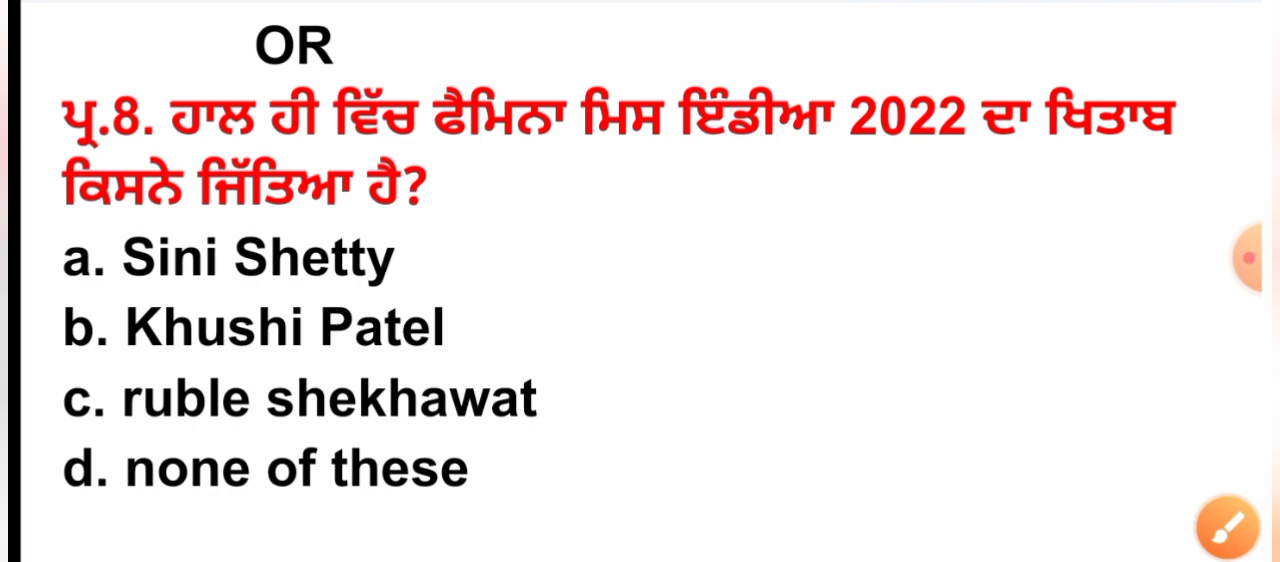 OR
ਪ੍ਰ.8. ਹਾਲ ਹੀ ਵਿੱਚ ਫੈਮਿਨਾ ਮਿਸ ਇੰਡੀਆ 2022 ਦਾ ਖਿਤਾਬ
ਕਿਸਨੇ ਜਿੱਤਿਆ ਹੈ?
a. Sini Shetty
b. Khushi Patel
c. ruble shekhawat
d. none of these